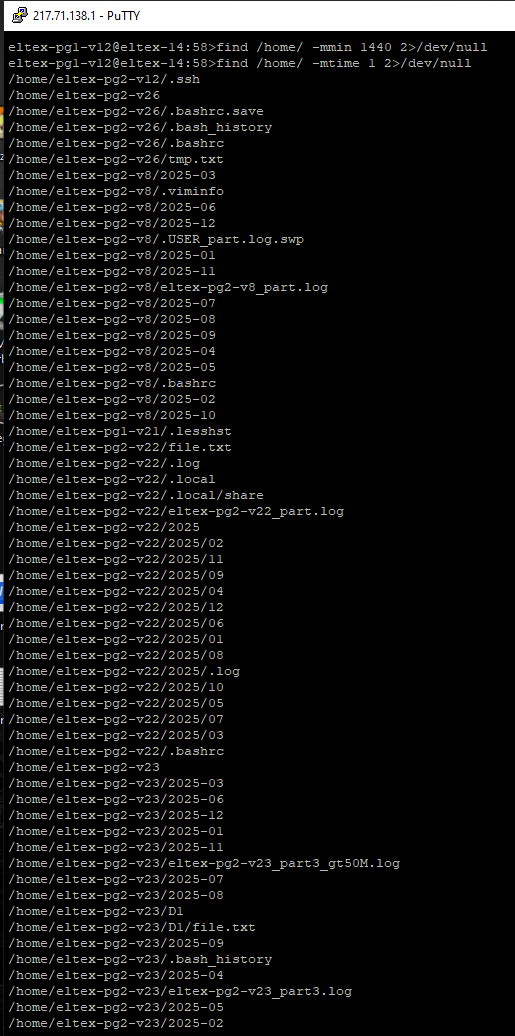 217.71.138.1 - PuTTY
eltex-pg1-v12@eltex-14:58>find /home/ -mmin 1440 2>/dev/null
eltex-pg1-v12@eltex-14:58>find /home/ -mtime 1 2>/dev/null
/home/eltex-pg2-v12/.ssh
/home/eltex-pg2-v26
/home/eltex-pg2-v26/.bashrc.save
/home/eltex-pg2-v26/.bash_history
/home/eltex-pg2-v26/.bashrc
/home/eltex-pg2-v26/tmp.txt
/home/eltex-pg2-v8/2025-03
/home/eltex-pg2-v8/.viminfo
/home/eltex-pg2-v8/2025-06
/home/eltex-pg2-v8/2025-12
/home/eltex-pg2-v8/.USER_part.log.swp
/home/eltex-pg2-v8/2025-01
/home/eltex-pg2-v8/2025-11
/home/eltex-pg2-v8/eltex-pg2-v8_part.log
/home/eltex-pg2-v8/2025-07
/home/eltex-pg2-v8/2025-08
/home/eltex-pg2-v8/2025-09
/home/eltex-pg2-v8/2025-04
/home/eltex-pg2-v8/2025-05
/home/eltex-pg2-v8/.bashrc
/home/eltex-pg2-v8/2025-02
/home/eltex-pg2-v8/2025-10
/home/eltex-pg1-v21/.lesshst
/home/eltex-pg2-v22/file.txt
/home/eltex-pg2-v22/.log
/home/eltex-pg2-v22/.local
/home/eltex-pg2-v22/.local/share
/home/eltex-pg2-v22/eltex-pg2-v22_part.log
/home/eltex-pg2-v22/2025
/home/eltex-pg2-v22/2025/02
/home/eltex-pg2-v22/2025/11
/home/eltex-pg2-v22/2025/09
/home/eltex-pg2-v22/2025/04
/home/eltex-pg2-v22/2025/12
/home/eltex-pg2-v22/2025/06
/home/eltex-pg2-v22/2025/01
/home/eltex-pg2-v22/2025/08
/home/eltex-pg2-v22/2025/.log
/home/eltex-pg2-v22/2025/10
/home/eltex-pg2-v22/2025/05
/home/eltex-pg2-v22/2025/07
/home/eltex-pg2-v22/2025/03
/home/eltex-pg2-v22/.bashrc
/home/eltex-pg2-v23
/home/eltex-pg2-v23/2025-03
/home/eltex-pg2-v23/2025-06
/home/eltex-pg2-v23/2025-12
/home/eltex-pg2-v23/2025-01
/home/eltex-pg2-v23/2025-11
/home/eltex-pg2-v23/eltex-pg2-v23_part3_gt50M.log
/home/eltex-pg2-v23/2025-07
/home/eltex-pg2-v23/2025-08
/home/eltex-pg2-v23/D1
/home/eltex-pg2-v23/D1/file.txt
/home/eltex-pg2-v23/2025-09
/home/eltex-pg2-v23/.bash_history
/home/eltex-pg2-v23/2025-04
/home/eltex-pg2-v23/eltex-pg2-v23_part3.log
/home/eltex-pg2-v23/2025-05
/home/eltex-pg2-v23/2025-02